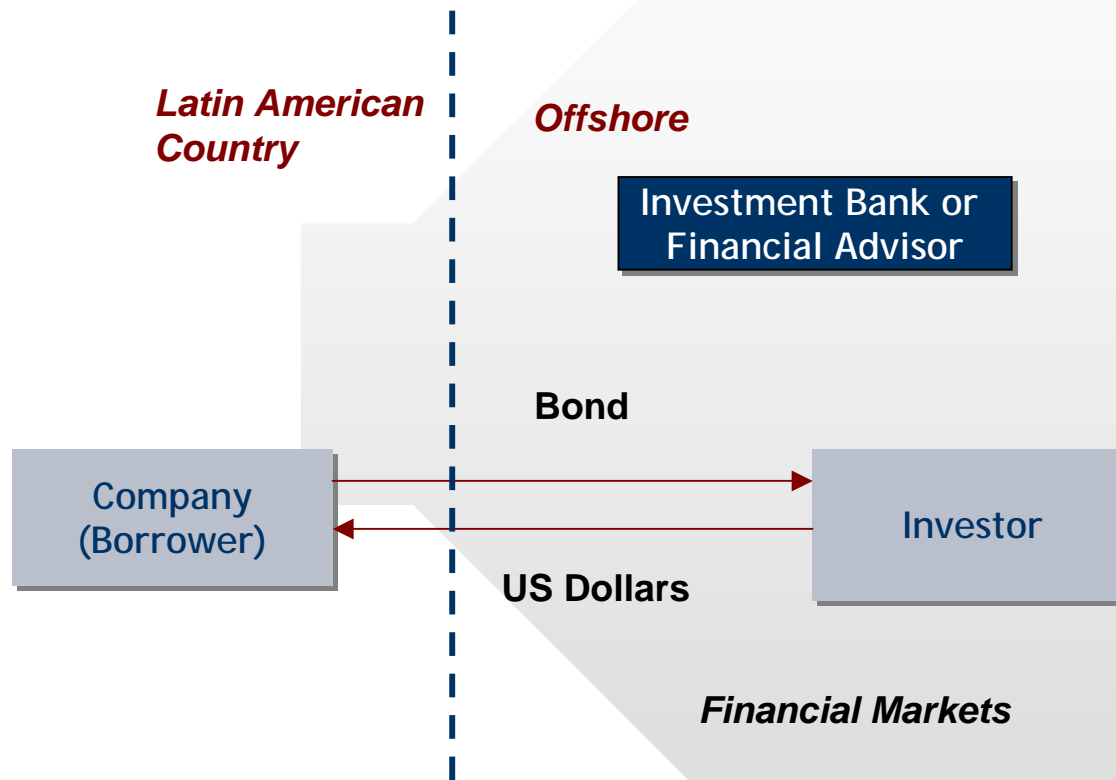 Latin American
Country
Offshore
Investment Bank or
Financial Advisor
Bond
Company
(Borrower)
Investor
US Dollars
Financial Markets